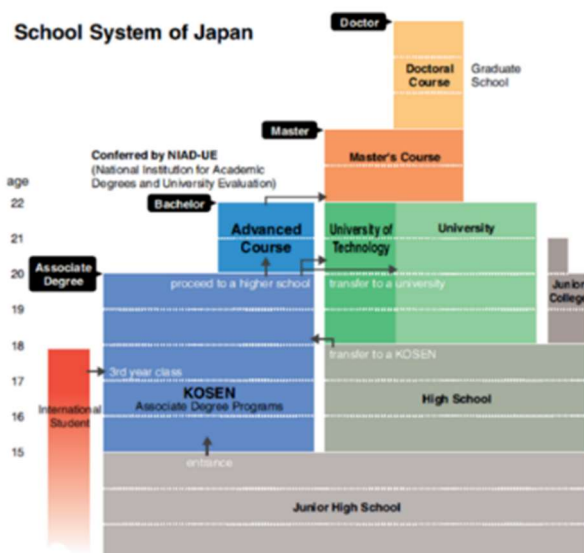 School System of Japan
Doctor
Doctoral
Course
Graduate
School
Master
Master's Course
Conferred by NIAD-UE
(National Institution for Academic
Degrees and University Evaluation)
age
22
Bachelor
Advanced
Course
University of
Technology
University
21
Associate
Degree
20
proceed to a higher school
transfer to a university
Junior
College
19
18
transfer to a KOSEN
17
3rd year class
International
Student
KOSEN
Associate Degree Programs
High School
16
15
entrance
Junior High School